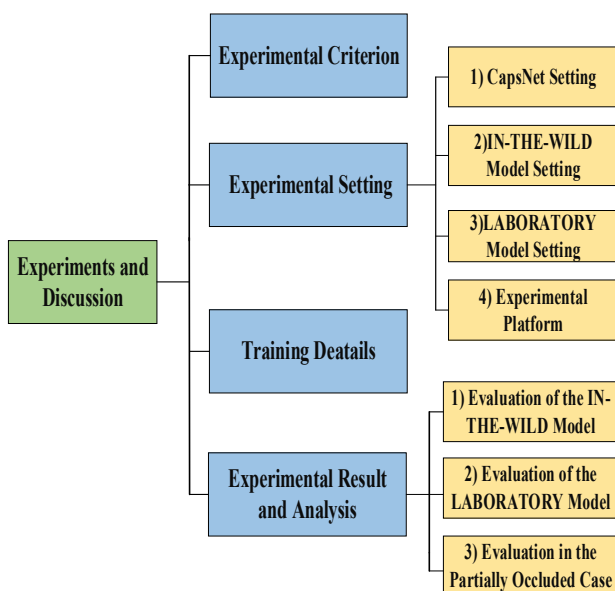 Experiments and
Discussion
Experimental Criterion
Experimental Setting
1) CapsNet Setting
2)IN-THE-WILD
Model Setting
3)LABORATORY
Model Setting
4) Experimental
Platform
Training Deatails
Experimental Result
and Analysis
1) Evaluation of the IN-
THE-WILD Model
2) Evaluation of the
LABORATORY Model
3) Evaluation in the
Partially Occluded Case